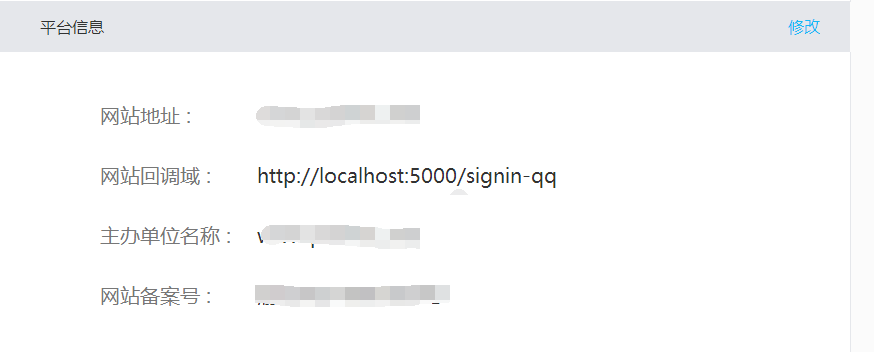 平台信息 修改
网站地址：
网站回调域： http://localhost:5000/signin-qq
主办单位名称：
网站备案号：